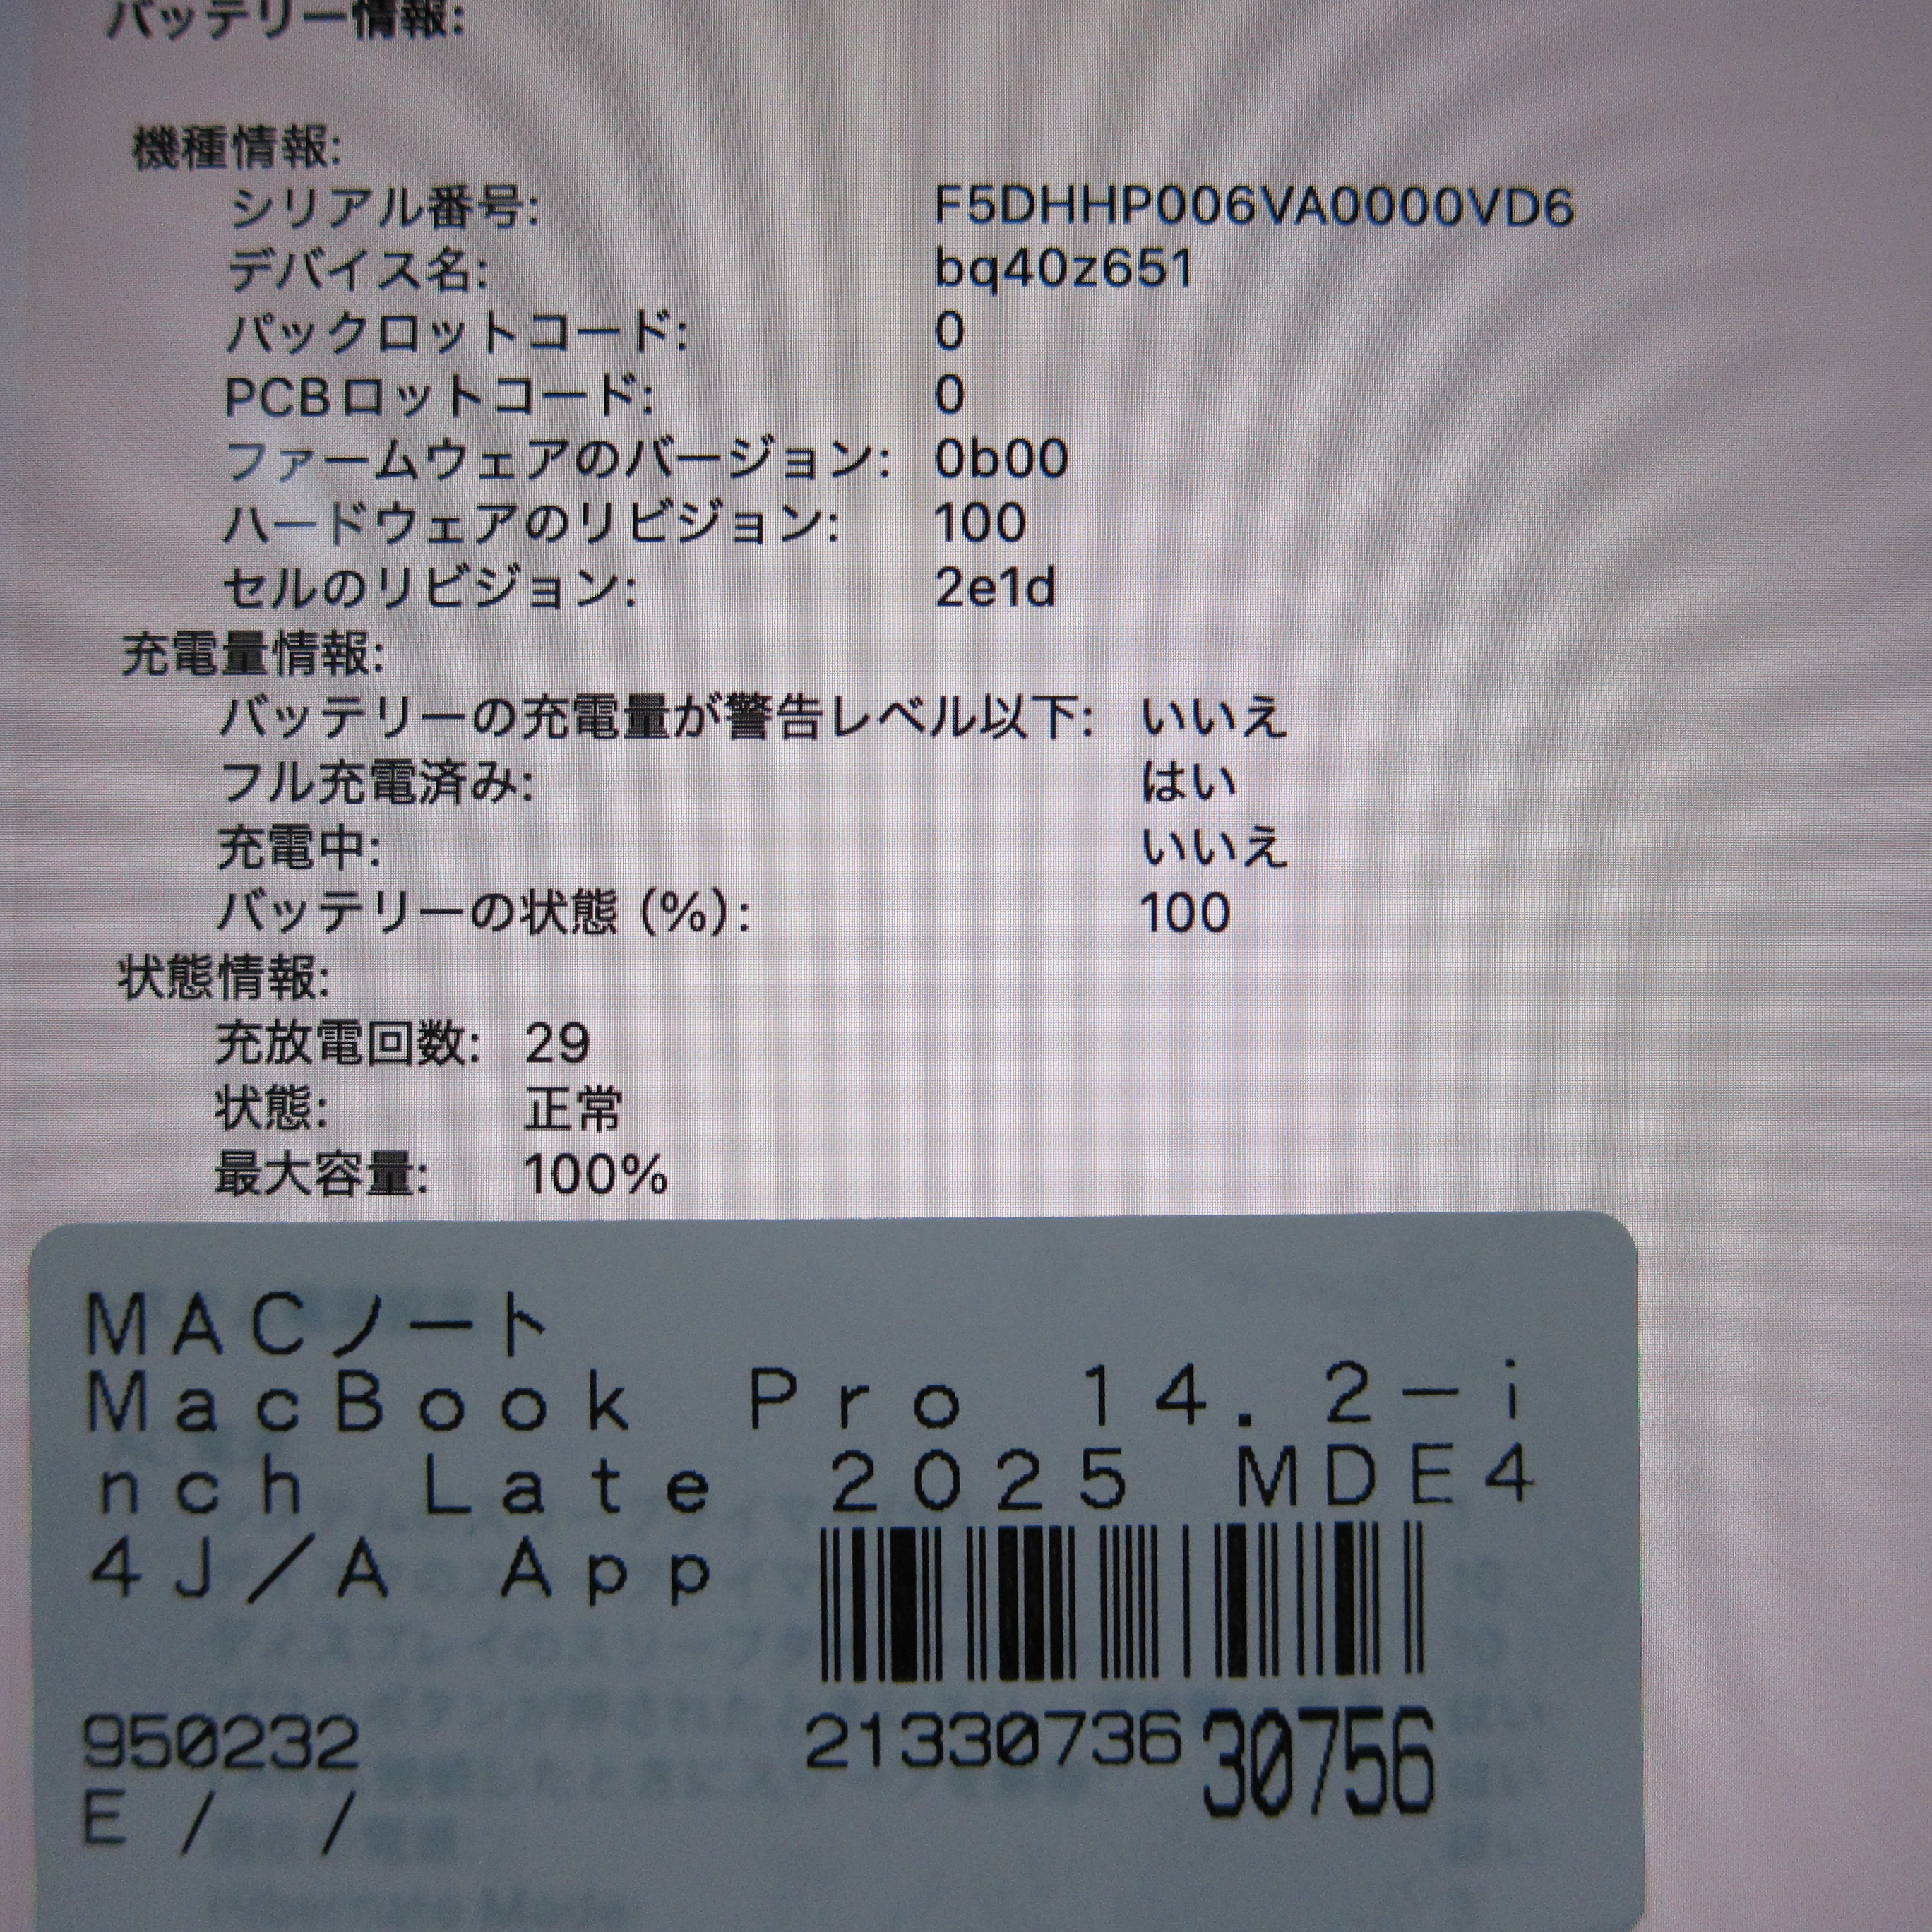 バッテリー情報:
機種情報:
シリアル番号: F5DHHP006VA0000VD6
デバイス名: bq40z651
パックロットコード: 0
PCBロットコード: 0
ファームウェアのバージョン: 0b00
ハードウェアのリビジョン: 100
セルのリビジョン: 2e1d
充電量情報:
バッテリーの充電量が警告レベル以下: いいえ
フル充電済み: はい
充電中: いいえ
バッテリーの状態 (%): 100
状態情報:
充放電回数: 29
状態: 正常
最大容量: 100%
MACノート
MacBook Pro 14.2-i
nch Late 2025 MDE4
4J/A App
950232
21330736 30756
E / /